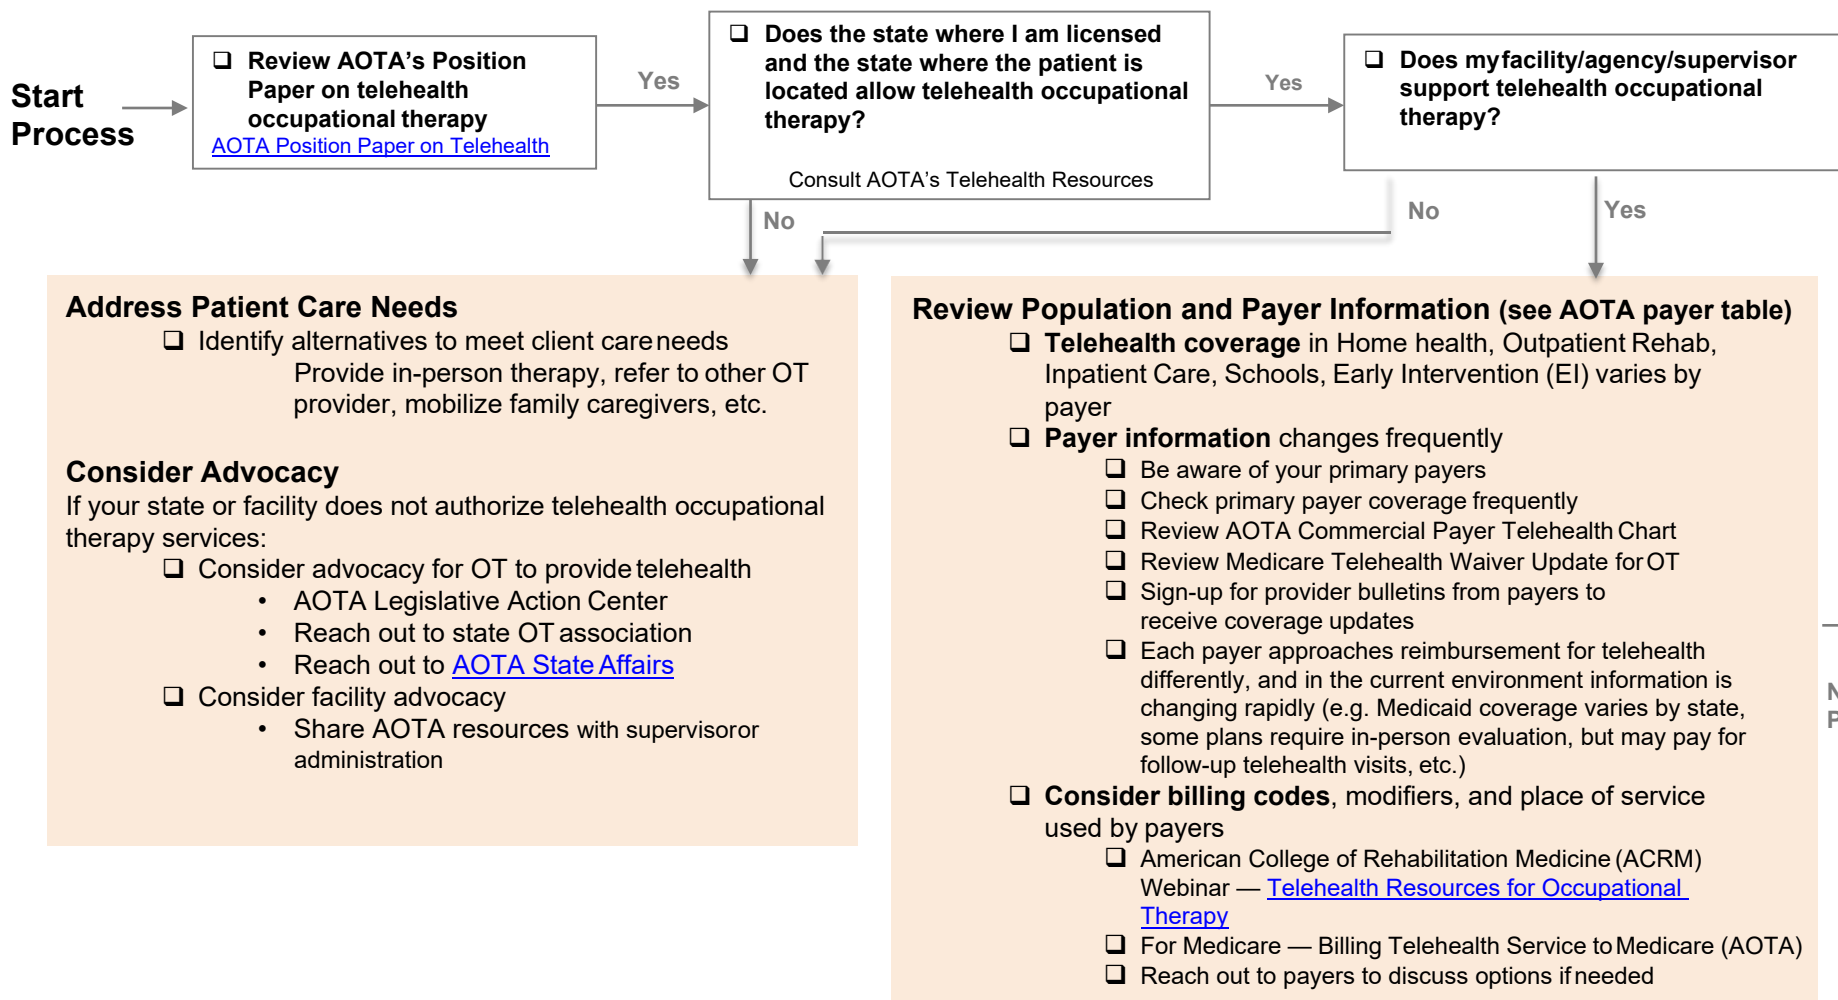 Start
Process
❑ Review AOTA's Position
Paper on telehealth
occupational therapy
AOTA Position Paper on Telehealth
Yes
❑ Does the state where I am licensed
and the state where the patient is
located allow telehealth occupational
therapy?
Consult AOTA's Telehealth Resources
Yes
❑ Does myfacility/agency/supervisor
support telehealth occupational
therapy?
No
No
Yes
Address Patient Care Needs
❑ Identify alternatives to meet client careneeds
Provide in-person therapy, refer to other OT
provider, mobilize family caregivers, etc.
Consider Advocacy
If your state or facility does not authorize telehealth occupational
therapy services:
❑ Consider advocacy for OT to provide telehealth
• AOTA Legislative Action Center
• Reach out to state OT association
• Reach out to AOTA State Affairs
❑ Consider facility advocacy
• Share AOTA resources with supervisoror
administration
Review Population and Payer Information (see AOTA payer table)
❑ Telehealth coverage in Home health, Outpatient Rehab,
Inpatient Care, Schools, Early Intervention (EI) varies by
payer
❑ Payer information changes frequently
❑ Be aware of your primary payers
❑ Check primary payer coverage frequently
❑ Review AOTA Commercial Payer Telehealth Chart
❑ Review Medicare Telehealth Waiver Update for OT
❑ Sign-up for provider bulletins from payers to
receive coverage updates
❑ Each payer approaches reimbursement for telehealth
differently, and in the current environment information is
changing rapidly (e.g. Medicaid coverage varies by state,
some plans require in-person evaluation, but may pay for
follow-up telehealth visits, etc.)
❑ Consider billing codes, modifiers, and place of service
used by payers
❑ American College of Rehabilitation Medicine (ACRM)
Webinar — Telehealth Resources for Occupational
Therapy
❑ For Medicare — Billing Telehealth Service to Medicare (AOTA)
❑ Reach out to payers to discuss options if needed